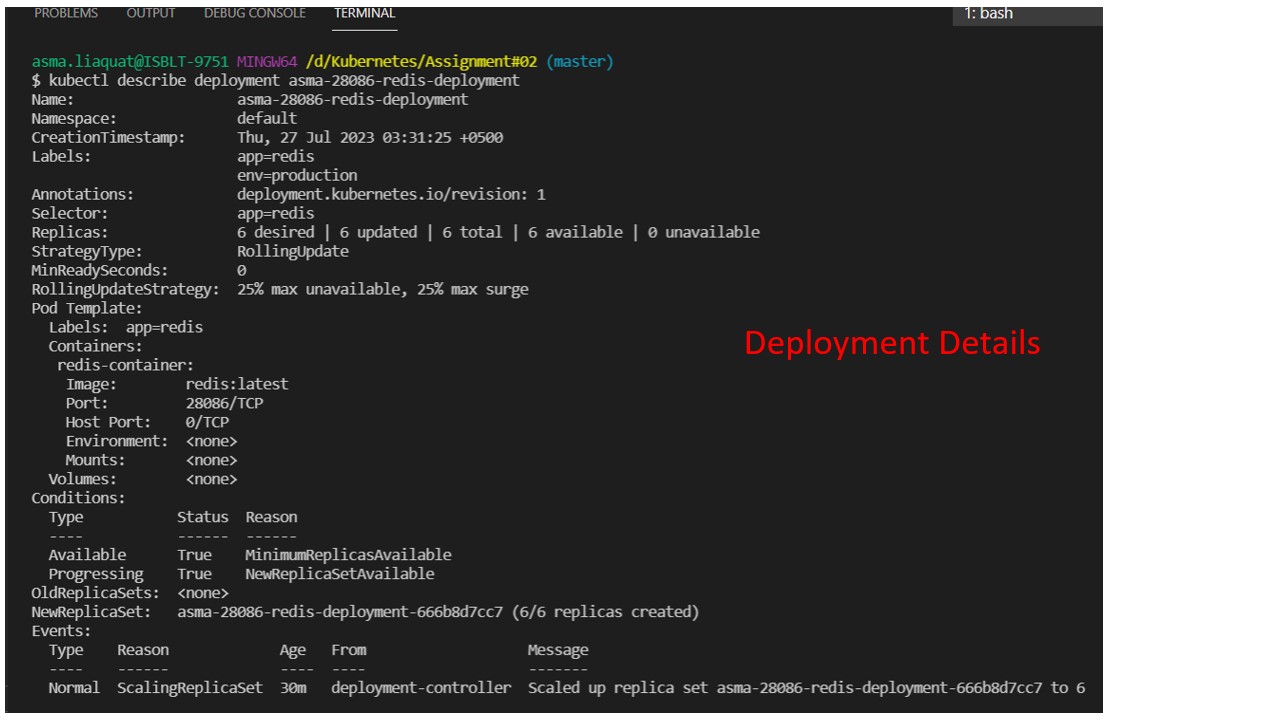 PROBLEMS OUTPUT DEBUG CONSOLE TERMINAL 1: bash
asma.liaquat@ISBLT-9751 MINGW64 /d/Kubernetes/Assignment#02 (master)
$ kubectl describe deployment asma-28086-redis-deployment
Name: asma-28086-redis-deployment
Namespace: default
CreationTimestamp: Thu, 27 Jul 2023 03:31:25 +0500
Labels: app=redis
env=production
Annotations: deployment.kubernetes.io/revision: 1
Selector: app=redis
Replicas: 6 desired | 6 updated | 6 total | 6 available | 0 unavailable
StrategyType: RollingUpdate
MinReadySeconds: 0
RollingUpdateStrategy: 25% max unavailable, 25% max surge
Pod Template:
Labels: app=redis
Deployment Details
Containers:
redis-container:
Image: redis:latest
Port: 28086/TCP
Host Port: 0/TCP
Environment: <none>
Mounts: <none>
Volumes: <none>
Conditions:
Type Status Reason
---- ------ ------
Available True MinimumReplicasAvailable
Progressing True NewReplicaSetAvailable
OldReplicaSets: <none>
NewReplicaSet: asma-28086-redis-deployment-666b8d7cc7 (6/6 replicas created)
Events:
Type Reason Age From Message
---- ------ ---- ---- -------
Normal ScalingReplicaSet 30m deployment-controller Scaled up replica set asma-28086-redis-deployment-666b8d7cc7 to 6